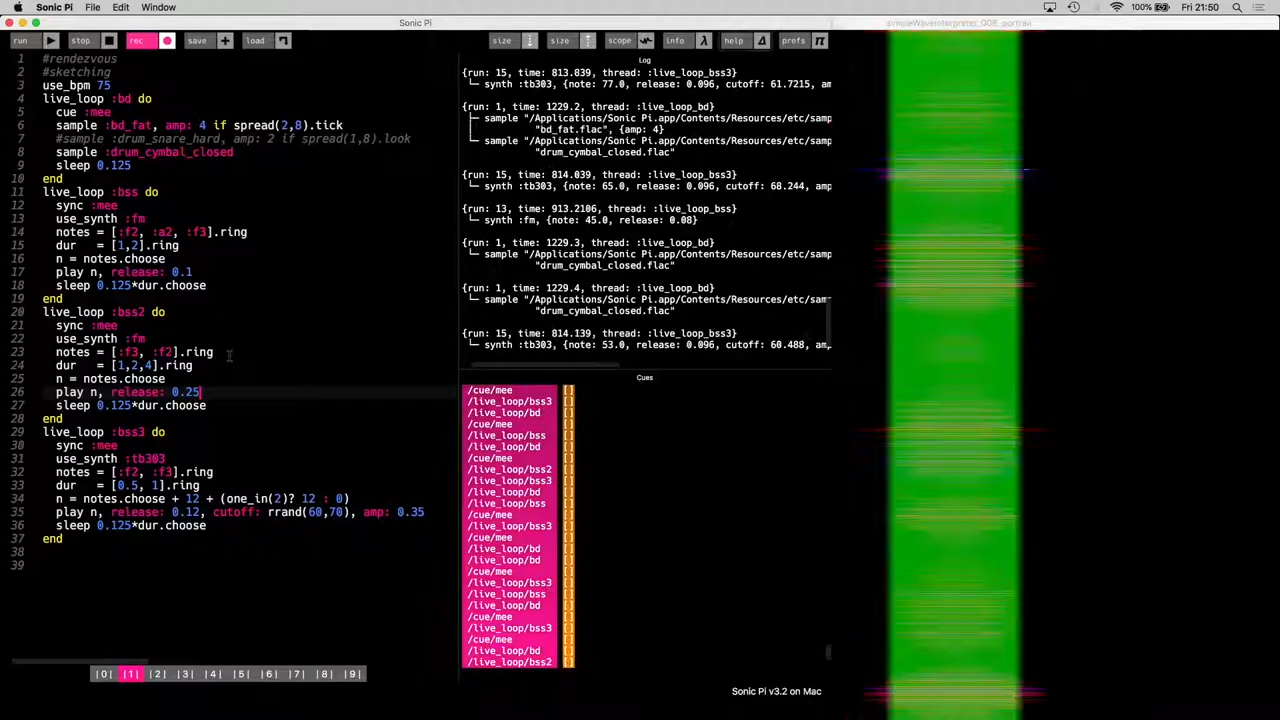 Sonic Pi File Edit Window 100% Fri 21:50
Sonic Pi
run stop rec save + load size size scope info λ help prefs π
1 #rendezvous
2 #sketching
3 use_bpm 75
4 live_loop :bd do
5 cue :mee
6 sample :bd_fat, amp: 4 if spread(2,8).tick
7 #sample :drum_snare_hard, amp: 2 if spread(1,8).look
8 sample :drum_cymbal_closed
9 sleep 0.125
10 end
11 live_loop :bss do
12 sync :mee
13 use_synth :fm
14 notes = [:f2, :a2, :f3].ring
15 dur = [1,2].ring
16 n = notes.choose
17 play n, release: 0.1
18 sleep 0.125*dur.choose
19 end
20 live_loop :bss2 do
21 sync :mee
22 use_synth :fm
23 notes = [:f3, :f2].ring
24 dur = [1,2,4].ring
25 n = notes.choose
26 play n, release: 0.25
27 sleep 0.125*dur.choose
28 end
29 live_loop :bss3 do
30 sync :mee
31 use_synth :tb303
32 notes = [:f2, :f3].ring
33 dur = [0.5, 1].ring
34 n = notes.choose + 12 + (one_in(2)? 12 : 0)
35 play n, release: 0.12, cutoff: rrand(60,70), amp: 0.35
36 sleep 0.125*dur.choose
37 end
38
39
|0| |1| |2| |3| |4| |5| |6| |7| |8| |9|
Log
{run: 15, time: 813.839, thread: :live_loop_bss3}
└─ synth :tb303, {note: 77.0, release: 0.096, cutoff: 61.7215, am
{run: 1, time: 1229.2, thread: :live_loop_bd}
├─ sample "/Applications/Sonic Pi.app/Contents/Resources/etc/sam
"bd_fat.flac", {amp: 4}
└─ sample "/Applications/Sonic Pi.app/Contents/Resources/etc/sam
"drum_cymbal_closed.flac"
{run: 15, time: 814.039, thread: :live_loop_bss3}
└─ synth :tb303, {note: 65.0, release: 0.096, cutoff: 68.244, amp
{run: 13, time: 913.2106, thread: :live_loop_bss}
└─ synth :fm, {note: 45.0, release: 0.08}
{run: 1, time: 1229.3, thread: :live_loop_bd}
└─ sample "/Applications/Sonic Pi.app/Contents/Resources/etc/sam
"drum_cymbal_closed.flac"
{run: 1, time: 1229.4, thread: :live_loop_bd}
└─ sample "/Applications/Sonic Pi.app/Contents/Resources/etc/sam
"drum_cymbal_closed.flac"
{run: 15, time: 814.139, thread: :live_loop_bss3}
└─ synth :tb303, {note: 53.0, release: 0.096, cutoff: 60.488, amp
Cues
/cue/mee []
/live_loop/bss3 []
/live_loop/bd []
/cue/mee []
/live_loop/bss []
/live_loop/bd []
/cue/mee []
/live_loop/bss2 []
/live_loop/bss3 []
/live_loop/bd []
/live_loop/bss []
/cue/mee []
/live_loop/bss3 []
/cue/mee []
/live_loop/bd []
/live_loop/bd []
/cue/mee []
/live_loop/bss3 []
/live_loop/bss []
/live_loop/bd []
/cue/mee []
/live_loop/bss3 []
/cue/mee []
/live_loop/bd []
/live_loop/bss2 []
Sonic Pi v3.2 on Mac